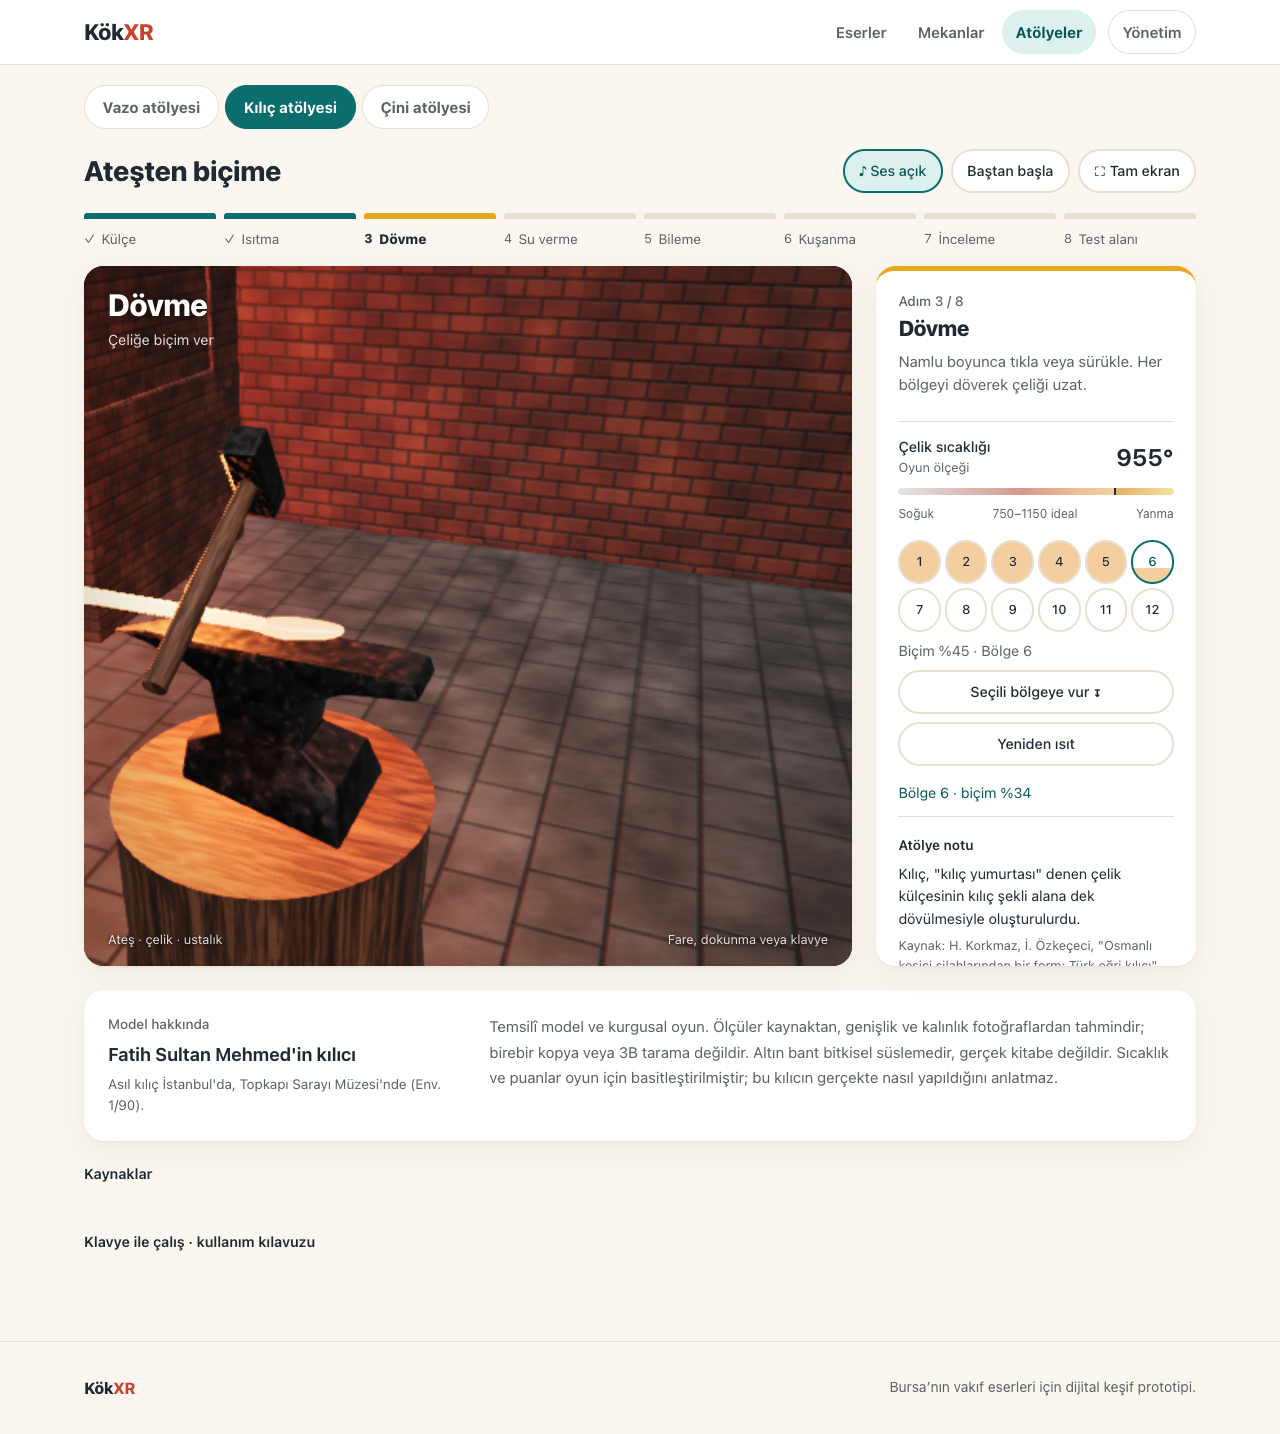 KökXR
Eserler
Mekanlar
Atölyeler
Yönetim
Vazo atölyesi
Kılıç atölyesi
Çini atölyesi
Ateşten biçime
♪ Ses açık
Baştan başla
⛶ Tam ekran
✓ Külçe
✓ Isıtma
3 Dövme
4 Su verme
5 Bileme
6 Kuşanma
7 İnceleme
8 Test alanı
Dövme
Çeliğe biçim ver
Ateş · çelik · ustalık
Fare, dokunma veya klavye
Adım 3 / 8
Dövme
Namlu boyunca tıkla veya sürükle. Her
bölgeyi döverek çeliği uzat.
Çelik sıcaklığı
Oyun ölçeği
955°
Soğuk
750–1150 ideal
Yanma
1 2 3 4 5 6
7 8 9 10 11 12
Biçim %45 · Bölge 6
Seçili bölgeye vur ↧
Yeniden ısıt
Bölge 6 · biçim %34
Atölye notu
Kılıç, "kılıç yumurtası" denen çelik
külçesinin kılıç şekli alana dek
dövülmesiyle oluşturulurdu.
Kaynak: H. Korkmaz, İ. Özkeçeci, "Osmanlı
kesici silahlarından bir form: Türk eğri kılıcı"
Model hakkında
Fatih Sultan Mehmed'in kılıcı
Asıl kılıç İstanbul'da, Topkapı Sarayı Müzesi'nde (Env.
1/90).
Temsilî model ve kurgusal oyun. Ölçüler kaynaktan, genişlik ve kalınlık fotoğraflardan tahmindir;
birebir kopya veya 3B tarama değildir. Altın bant bitkisel süslemedir, gerçek kitabe değildir. Sıcaklık
ve puanlar oyun için basitleştirilmiştir; bu kılıcın gerçekte nasıl yapıldığını anlatmaz.
Kaynaklar
Klavye ile çalış · kullanım kılavuzu
KökXR
Bursa’nın vakıf eserleri için dijital keşif prototipi.